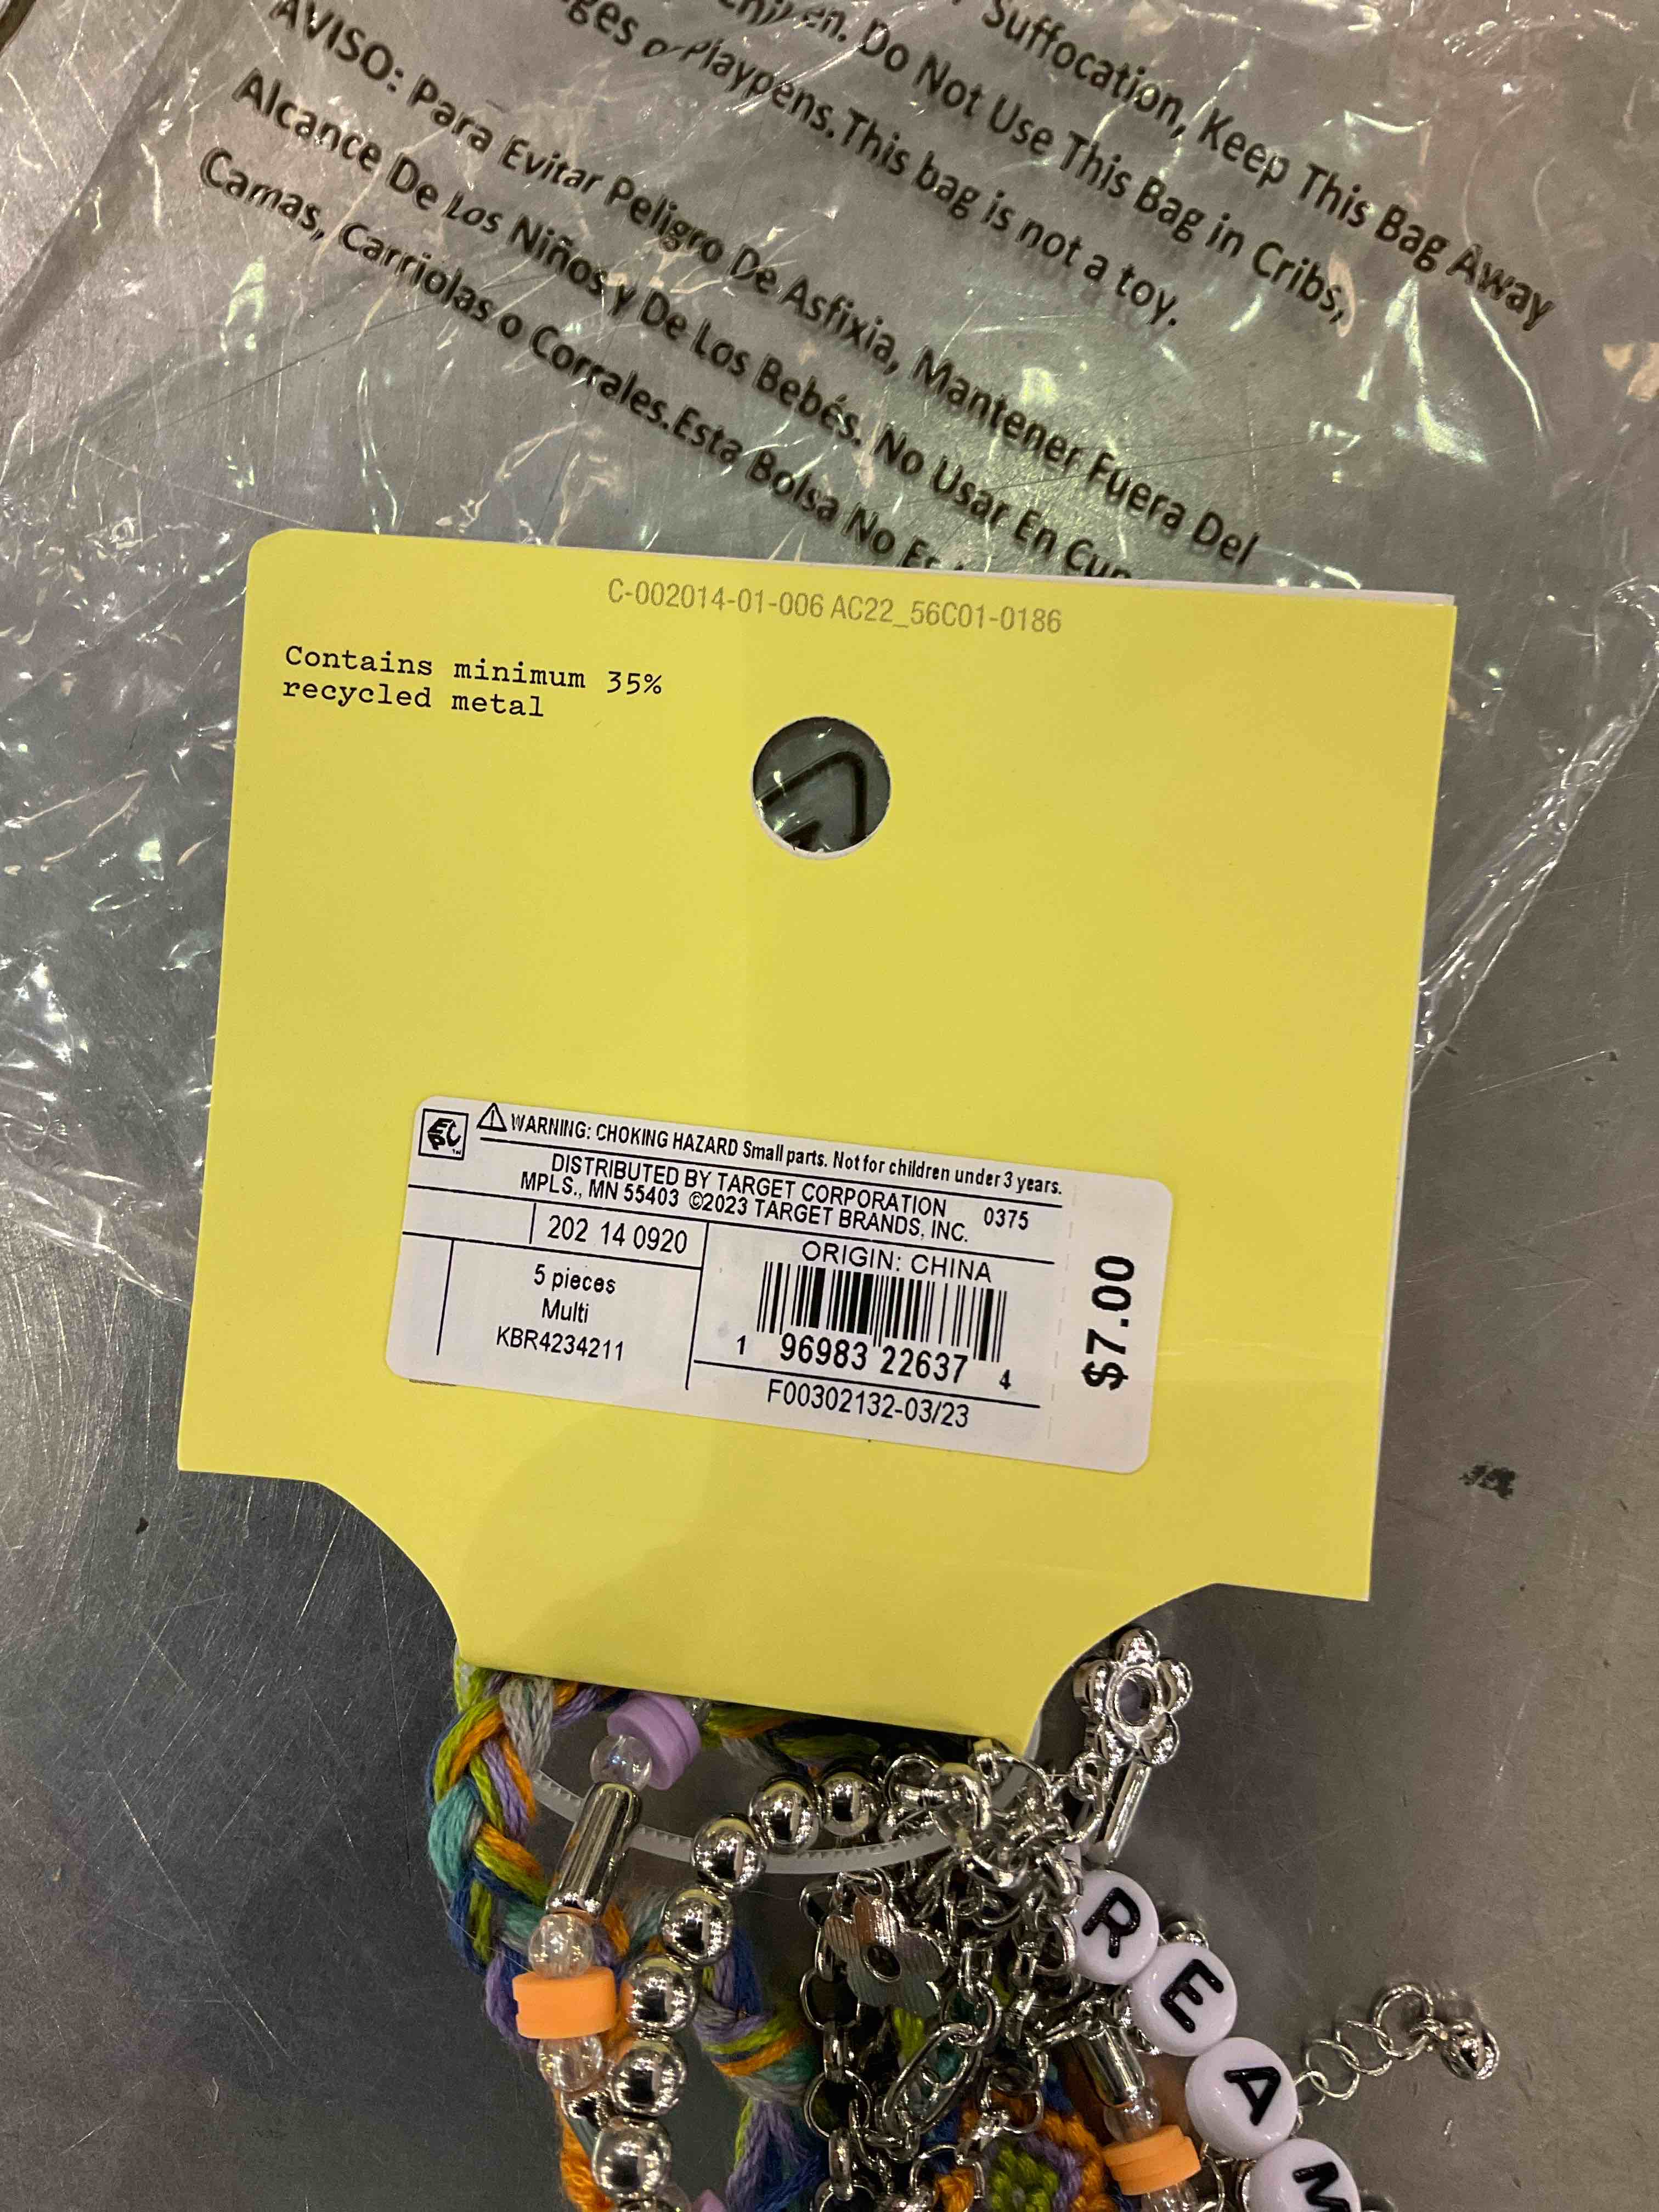 Suffocation, Keep This Bag Away
Do Not Use This Bag in Cribs,
or Playpens. This bag is not a toy.
AVISO: Para Evitar Peligro De Asfixia, Mantener Fuera Del
Alcance De Los Niños y De Los Bebés. No Usar En
Camas, Carriolas o Corrales. Esta Bolsa No
C-002014-01-006 AC22_56C01-0186
Contains minimum 35%
recycled metal
WARNING: CHOKING HAZARD Small parts. Not for children under 3 years.
DISTRIBUTED BY TARGET CORPORATION
MPLS., MN 55403 ©2023 TARGET BRANDS, INC.
0375
202 14 0920
ORIGIN: CHINA
5 pieces
Multi
KBR4234211
1 96983 22637 4
F00302132-03/23
$7.00
R
E
A
M